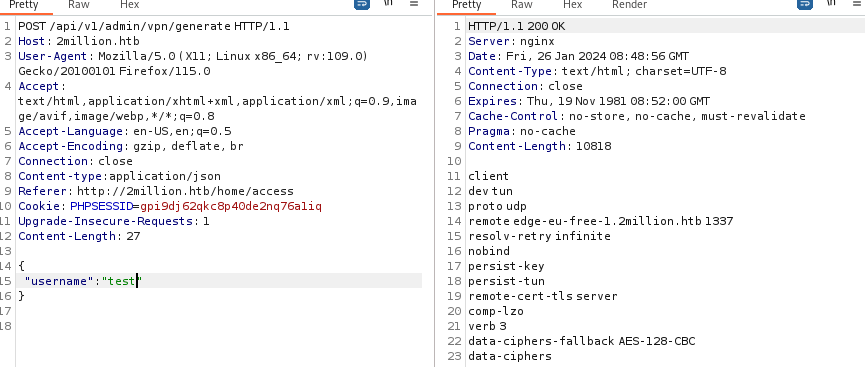 Pretty Raw Hex \n
1 POST /api/v1/admin/vpn/generate HTTP/1.1
2 Host: 2million.htb
3 User-Agent: Mozilla/5.0 (X11; Linux x86_64; rv:109.0)
Gecko/20100101 Firefox/115.0
4 Accept:
text/html,application/xhtml+xml,application/xml;q=0.9,ima
ge/avif,image/webp,*/*;q=0.8
5 Accept-Language: en-US,en;q=0.5
6 Accept-Encoding: gzip, deflate, br
7 Connection: close
8 Content-type:application/json
9 Referer: http://2million.htb/home/access
10 Cookie: PHPSESSID=gpi9dj62qkc8p40de2nq76a1iq
11 Upgrade-Insecure-Requests: 1
12 Content-Length: 27
13
14 {
15 "username":"test"
16 }
17
18
Pretty Raw Hex Render \n
1 HTTP/1.1 200 OK
2 Server: nginx
3 Date: Fri, 26 Jan 2024 08:48:56 GMT
4 Content-Type: text/html; charset=UTF-8
5 Connection: close
6 Expires: Thu, 19 Nov 1981 08:52:00 GMT
7 Cache-Control: no-store, no-cache, must-revalidate
8 Pragma: no-cache
9 Content-Length: 10818
10
11 client
12 dev tun
13 proto udp
14 remote edge-eu-free-1.2million.htb 1337
15 resolv-retry infinite
16 nobind
17 persist-key
18 persist-tun
19 remote-cert-tls server
20 comp-lzo
21 verb 3
22 data-ciphers-fallback AES-128-CBC
23 data-ciphers